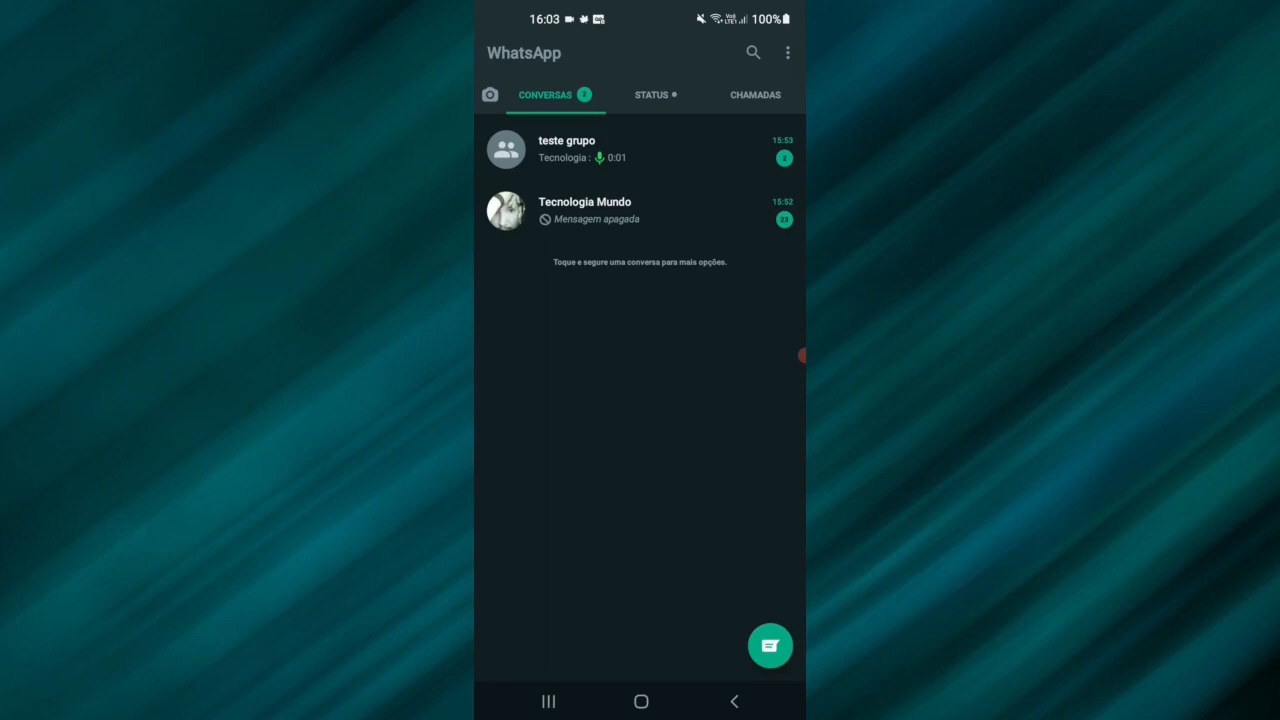 16:03
100%
WhatsApp
CONVERSAS 2
STATUS
CHAMADAS
teste grupo
15:53
Tecnologia : 0:01
2
Tecnologia Mundo
15:52
Mensagem apagada
23
Toque e segure uma conversa para mais opções.